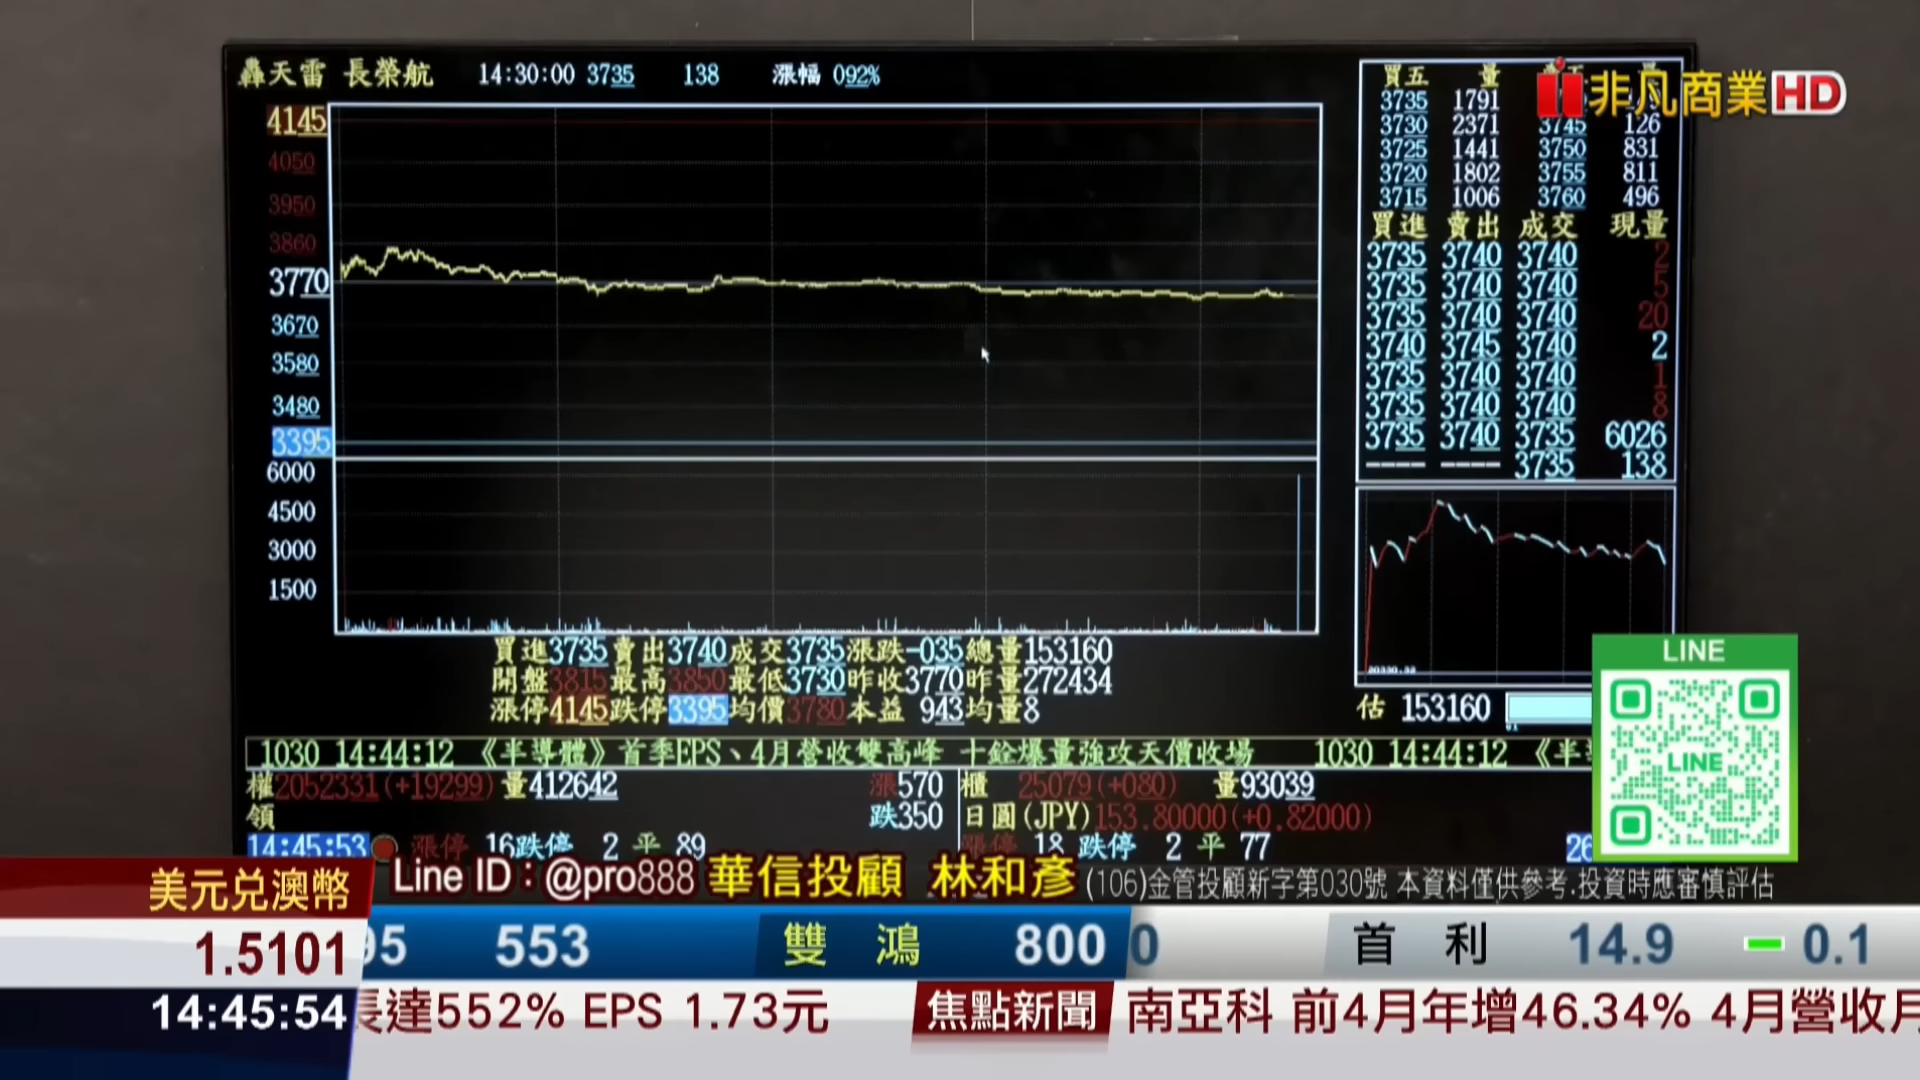 轟天雷 長榮航 14:30:00 3735 138 漲幅 092%
非凡商業HD
4145
4050
3950
3860
3770
3670
3580
3480
3395
6000
4500
3000
1500
買五 量
3735 1791
3730 2371 3745 126
3725 1441 3750 831
3720 1802 3755 811
3715 1006 3760 496
買進 賣出 成交 現量
3735 3740 3740 2
3735 3740 3740 5
3735 3740 3740 20
3740 3745 3740 2
3735 3740 3740 1
3735 3740 3740 8
3735 3740 3735 6026
---- ---- 3735 138
買進3735賣出3740成交3735漲跌-035總量153160
開盤3815最高3850最低3730昨收3770昨量272434
漲停4145跌停3395均價3780本益 943均量8
估 153160
LINE
LINE
1030 14:44:12 《半導體》首季EPS、4月營收雙高峰 十銓爆量強攻天價收場 1030 14:44:12 《半
權2052331(+19299) 量412642 漲570 櫃 25079(+080) 量93039
領 跌350 日圓(JPY)153.80000(+0.82000)
14:45:53 漲停 16跌停 2 平 89 漲停 18 跌停 2 平 77 26
Line ID：@pro888 華信投顧 林和彥 (106)金管投顧新字第030號 本資料僅供參考.投資時應審慎評估
美元兌澳幣
1.5101
95 553 雙鴻 800 0 首利 14.9 0.1
14:45:54
長達552% EPS 1.73元 焦點新聞 南亞科 前4月年增46.34% 4月營收月